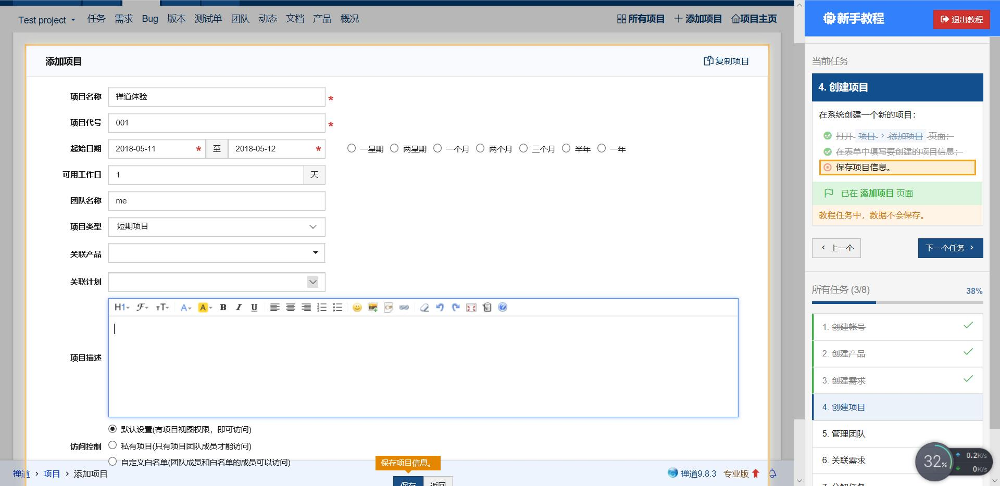 Test project 任务 需求 Bug 版本 测试单 团队 动态 文档 产品 概况 所有项目 添加项目 项目主页
新手教程 退出教程
添加项目 复制项目
项目名称 禅道体验 *
项目代号 001 *
起始日期 2018-05-11 * 至 2018-05-12 * 一星期 两星期 一个月 两个月 三个月 半年 一年
可用工作日 1 天
团队名称 me
项目类型 短期项目
关联产品
关联计划
H1 F TT A A B I U
项目描述
默认设置(有项目视图权限，即可访问)
访问控制 私有项目(只有项目团队成员才能访问)
自定义白名单(团队成员和白名单的成员可以访问)
保存项目信息。
保存 返回
禅道 › 项目 › 添加项目
禅道9.8.3 专业版
当前任务
4. 创建项目
在系统创建一个新的项目：
打开 项目 › 添加项目 页面；
在表单中填写要创建的项目信息；
保存项目信息。
已在 添加项目 页面
教程任务中，数据不会保存。
‹ 上一个 下一个任务 ›
所有任务 (3/8) 38%
1. 创建帐号
2. 创建产品
3. 创建需求
4. 创建项目
5. 管理团队
6. 关联需求
7. 分解任务
32% 0.2K/s
0K/s